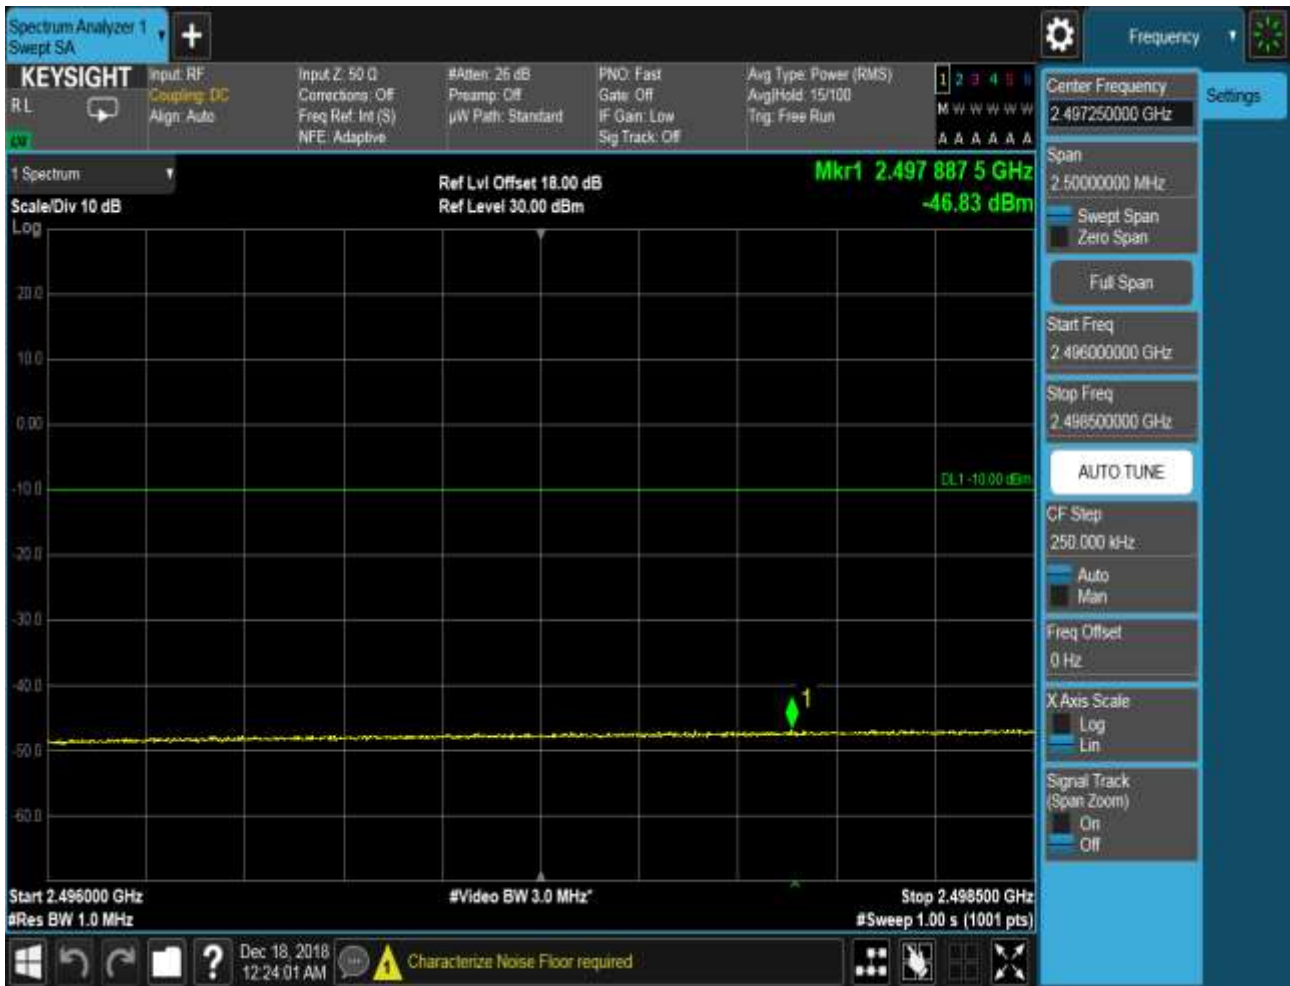 Spectrum Analyzer 1
Swept SA
Frequency
KEYSIGHT
R L
Input: RF
Coupling: DC
Align: Auto
Input Z: 50 Ω
Corrections: Off
Freq Ref: Int (S)
NFE: Adaptive
#Atten: 26 dB
Preamp: Off
µW Path: Standard
PNO: Fast
Gate: Off
IF Gain: Low
Sig Track: Off
Avg Type: Power (RMS)
Avg|Hold: 15/100
Trig: Free Run
1 2 3 4 5 6
M W W W W W
A A A A A A
1 Spectrum
Scale/Div 10 dB
Log
Ref Lvl Offset 18.00 dB
Ref Level 30.00 dBm
Mkr1 2.497 887 5 GHz
-46.83 dBm
20.0
10.0
0.00
-10.0
-20.0
-30.0
-40.0
-50.0
-60.0
DL1 -10.00 dBm
1
Start 2.496000 GHz
#Res BW 1.0 MHz
#Video BW 3.0 MHz*
Stop 2.498500 GHz
#Sweep 1.00 s (1001 pts)
Center Frequency
2.497250000 GHz
Settings
Span
2.50000000 MHz
Swept Span
Zero Span
Full Span
Start Freq
2.496000000 GHz
Stop Freq
2.498500000 GHz
AUTO TUNE
CF Step
250.000 kHz
Auto
Man
Freq Offset
0 Hz
X Axis Scale
Log
Lin
Signal Track
(Span Zoom)
On
Off
?
Dec 18, 2018
12:24:01 AM
1
Characterize Noise Floor required